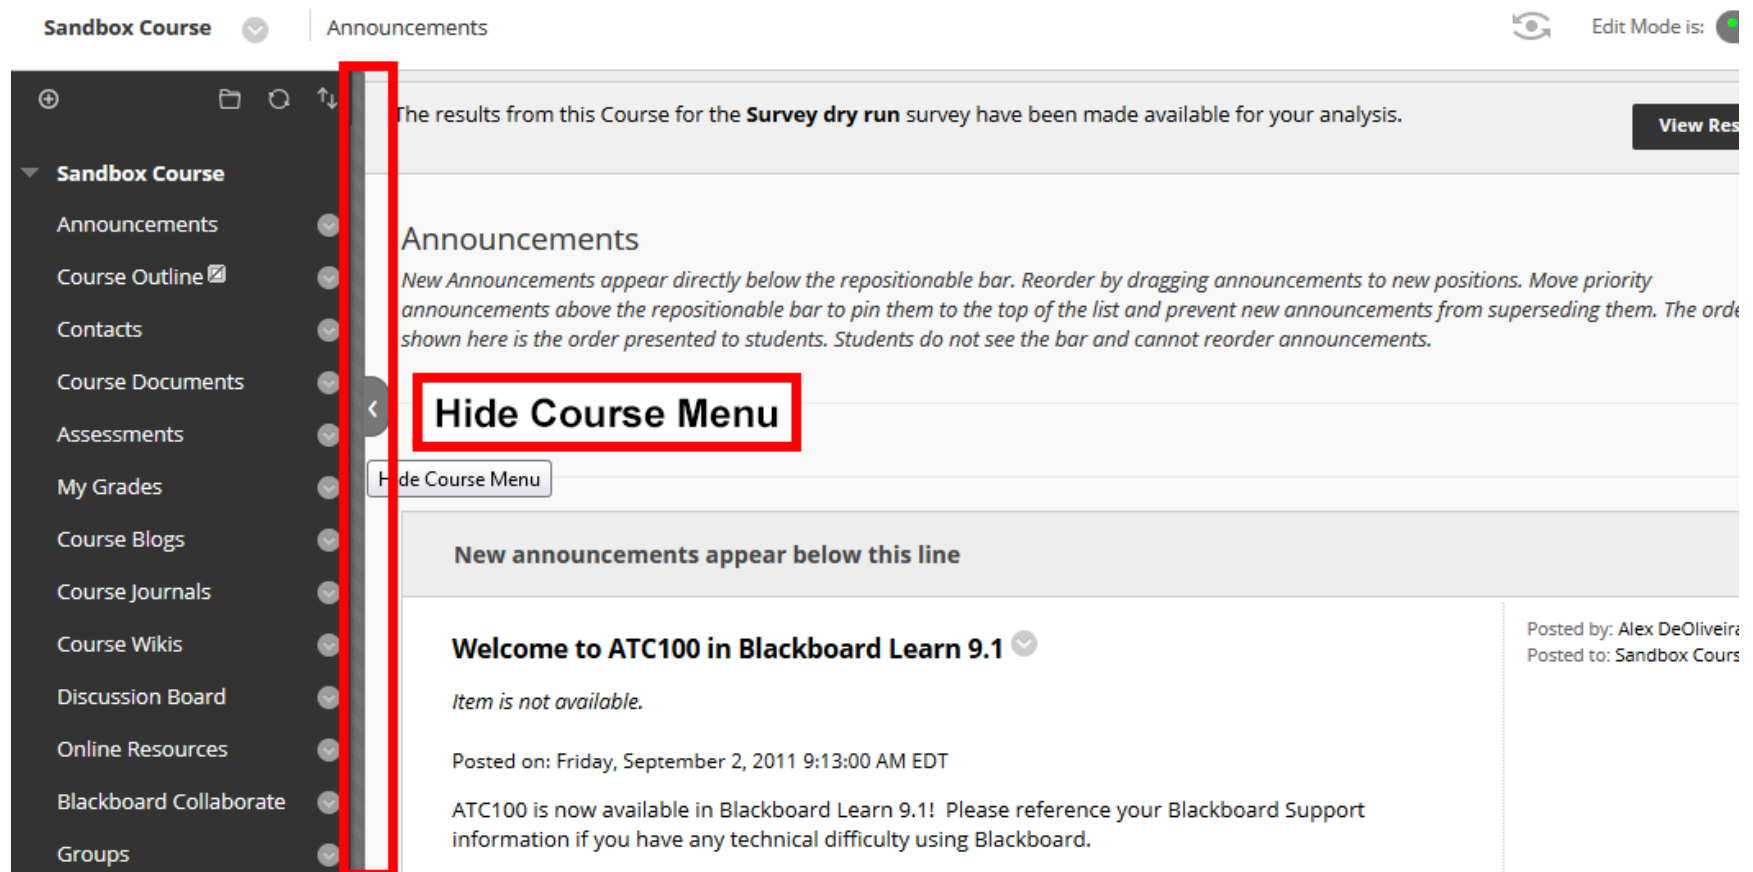 Sandbox Course
Announcements
Edit Mode is:
The results from this Course for the Survey dry run survey have been made available for your analysis.
View Res
Sandbox Course
Announcements
Course Outline
Contacts
Course Documents
Assessments
My Grades
Course Blogs
Course Journals
Course Wikis
Discussion Board
Online Resources
Blackboard Collaborate
Groups
Announcements
New Announcements appear directly below the repositionable bar. Reorder by dragging announcements to new positions. Move priority
announcements above the repositionable bar to pin them to the top of the list and prevent new announcements from superseding them. The orde
shown here is the order presented to students. Students do not see the bar and cannot reorder announcements.
Hide Course Menu
Hide Course Menu
New announcements appear below this line
Welcome to ATC100 in Blackboard Learn 9.1
Item is not available.
Posted on: Friday, September 2, 2011 9:13:00 AM EDT
ATC100 is now available in Blackboard Learn 9.1! Please reference your Blackboard Support
information if you have any technical difficulty using Blackboard.
Posted by: Alex DeOliveira
Posted to: Sandbox Cours